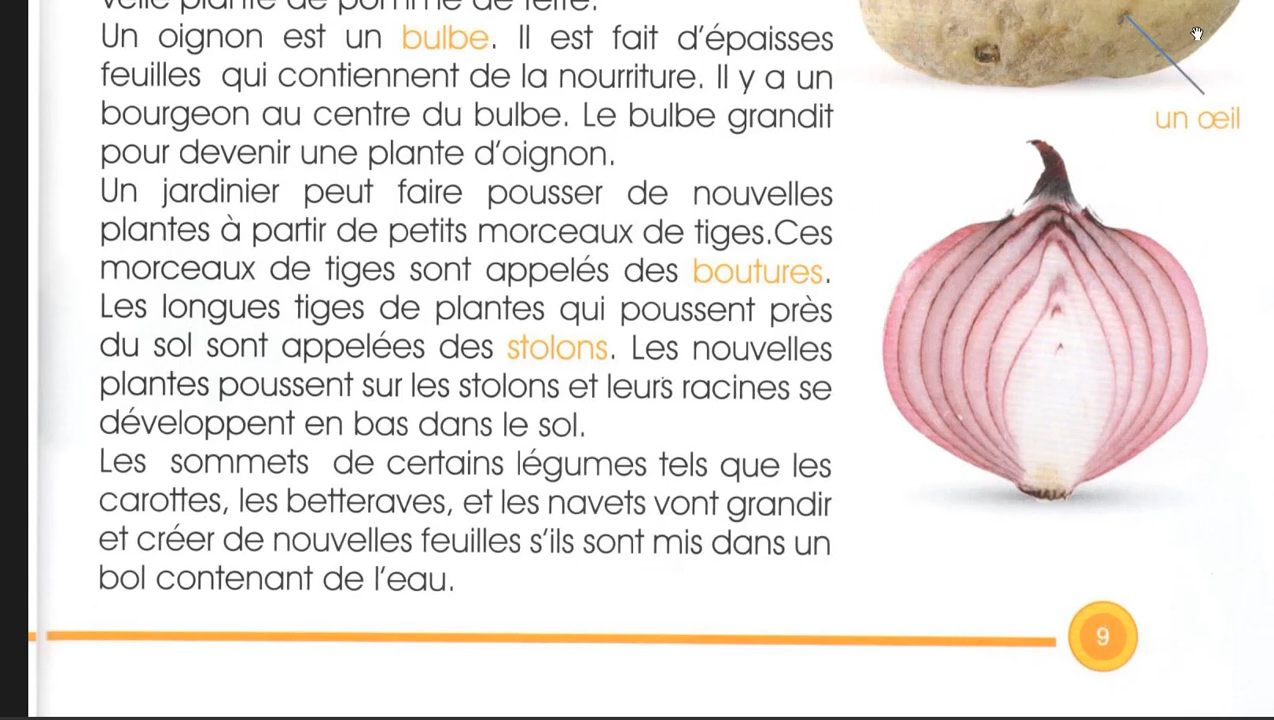 velle plante de pomme de terre.
Un oignon est un bulbe. Il est fait d'épaisses
feuilles qui contiennent de la nourriture. Il y a un
bourgeon au centre du bulbe. Le bulbe grandit
pour devenir une plante d'oignon.
Un jardinier peut faire pousser de nouvelles
plantes à partir de petits morceaux de tiges.Ces
morceaux de tiges sont appelés des boutures.
Les longues tiges de plantes qui poussent près
du sol sont appelées des stolons. Les nouvelles
plantes poussent sur les stolons et leurs racines se
développent en bas dans le sol.
Les sommets de certains légumes tels que les
carottes, les betteraves, et les navets vont grandir
et créer de nouvelles feuilles s'ils sont mis dans un
bol contenant de l'eau.
un œil
9